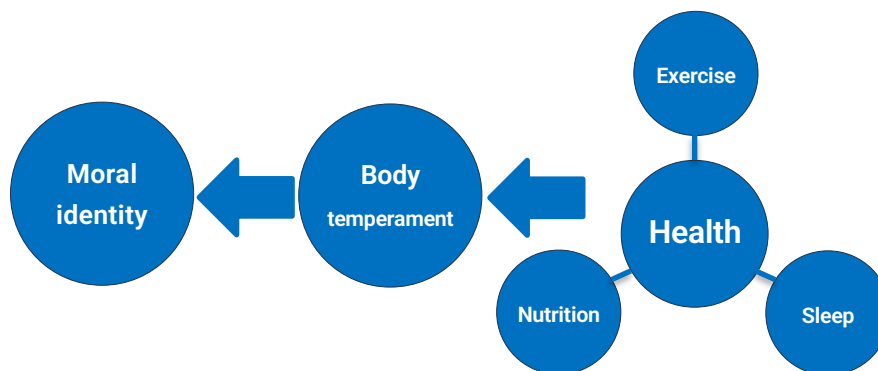 Moral
identity
Body
temperament
Exercise
Health
Nutrition
Sleep